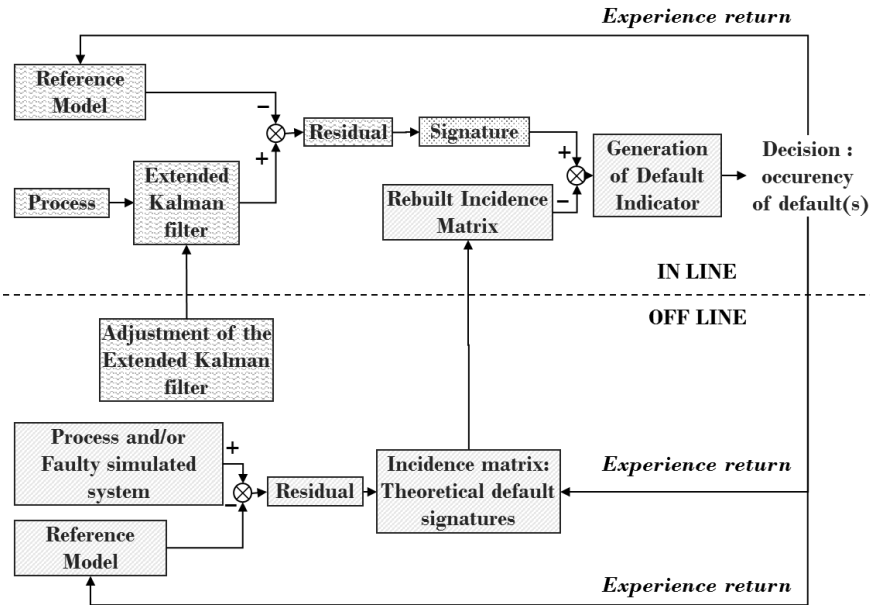 Experience return
Reference
Model
−
+
Residual
Signature
+
−
Generation
of Default
Indicator
Decision :
occurency
of default(s)
Process
Extended
Kalman
filter
Rebuilt Incidence
Matrix
IN LINE
OFF LINE
Adjustment of the
Extended Kalman
filter
Process and/or
Faulty simulated
system
+
−
Residual
Incidence matrix:
Theoretical default
signatures
Experience return
Reference
Model
Experience return